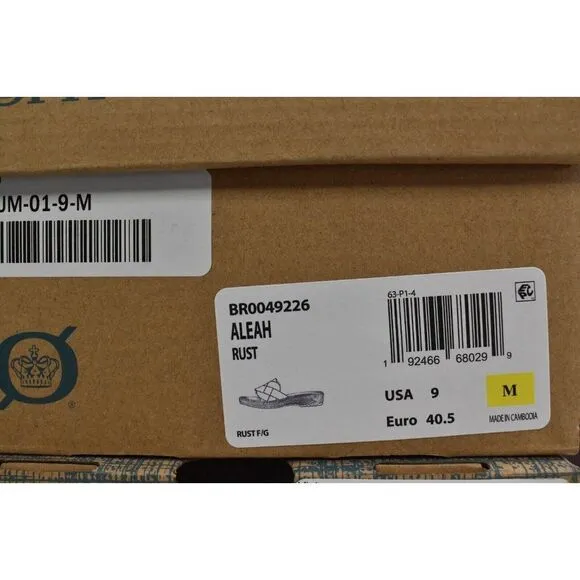 JM-01-9-M
BR0049226
ALEAH
RUST
RUST F/G
63-P1-4
1 92466 68029 9
USA 9 M
Euro 40.5
MADE IN CAMBODIA
Ø
®